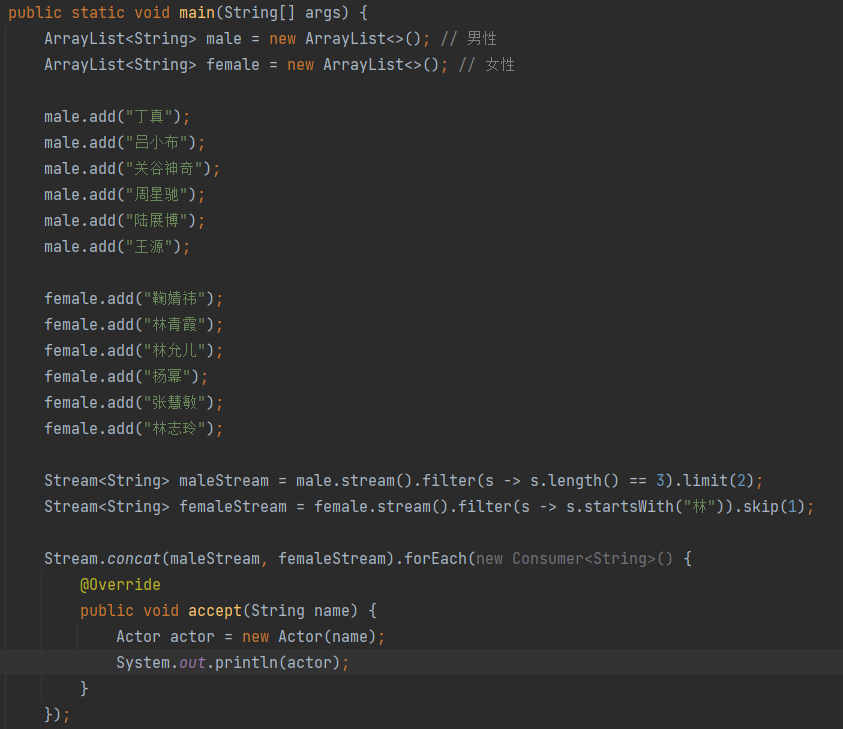 public static void main(String[] args) {
    ArrayList<String> male = new ArrayList<>(); // 男性
    ArrayList<String> female = new ArrayList<>(); // 女性
    male.add("丁真");
    male.add("吕小布");
    male.add("关谷神奇");
    male.add("周星驰");
    male.add("陆展博");
    male.add("王源");
    female.add("鞠婧祎");
    female.add("林青霞");
    female.add("林允儿");
    female.add("杨幂");
    female.add("张慧敏");
    female.add("林志玲");
    Stream<String> maleStream = male.stream().filter(s -> s.length() == 3).limit(2);
    Stream<String> femaleStream = female.stream().filter(s -> s.startsWith("林")).skip(1);
    Stream.concat(maleStream, femaleStream).forEach(new Consumer<String>() {
        @Override
        public void accept(String name) {
            Actor actor = new Actor(name);
            System.out.println(actor);
        }
    });